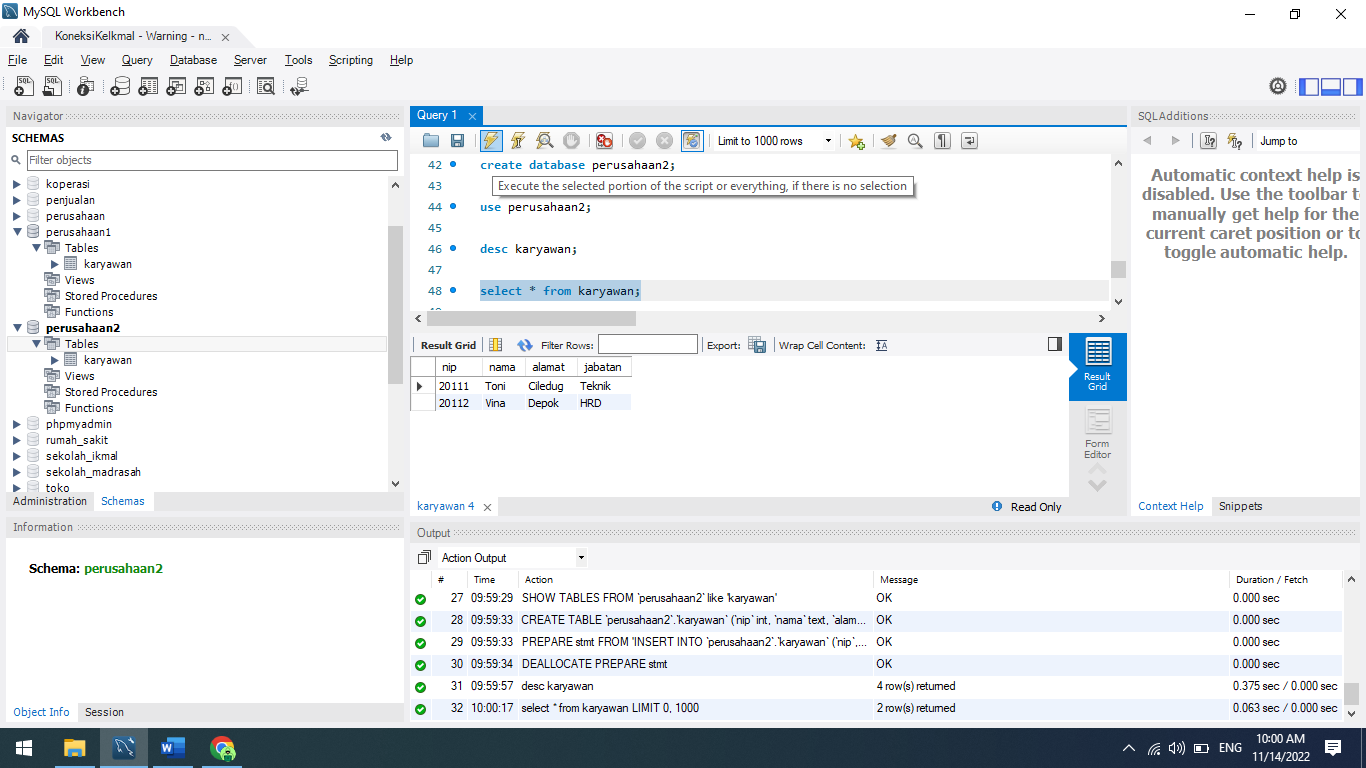 MySQL Workbench
KoneksiKelkmal - Warning - n...
File Edit View Query Database Server Tools Scripting Help
Navigator
SCHEMAS
Filter objects
koperasi
penjualan
perusahaan
perusahaan1
Tables
karyawan
Views
Stored Procedures
Functions
perusahaan2
Tables
karyawan
Views
Stored Procedures
Functions
phpmyadmin
rumah_sakit
sekolah_ikmal
sekolah_madrasah
toko
Administration Schemas
Information
Schema: perusahaan2
Object Info Session
Query 1
Limit to 1000 rows
42 create database perusahaan2;
43
Execute the selected portion of the script or everything, if there is no selection
44 use perusahaan2;
45
46 desc karyawan;
47
48 select * from karyawan;
Result Grid Filter Rows: Export: Wrap Cell Content:
nip nama alamat jabatan
20111 Toni Ciledug Teknik
20112 Vina Depok HRD
Result Grid
Form Editor
karyawan 4
Read Only
SQLAdditions
Jump to
Automatic context help is
disabled. Use the toolbar to
manually get help for the
current caret position or to
toggle automatic help.
Context Help Snippets
Output
Action Output
# Time Action Message Duration / Fetch
27 09:59:29 SHOW TABLES FROM `perusahaan2` like 'karyawan' OK 0.000 sec
28 09:59:33 CREATE TABLE `perusahaan2`.`karyawan` (`nip` int, `nama` text, `alam... OK 0.000 sec
29 09:59:33 PREPARE stmt FROM 'INSERT INTO `perusahaan2`.`karyawan` (`nip`,... OK 0.000 sec
30 09:59:34 DEALLOCATE PREPARE stmt OK 0.000 sec
31 09:59:57 desc karyawan 4 row(s) returned 0.375 sec / 0.000 sec
32 10:00:17 select * from karyawan LIMIT 0, 1000 2 row(s) returned 0.063 sec / 0.000 sec
ENG
10:00 AM
11/14/2022